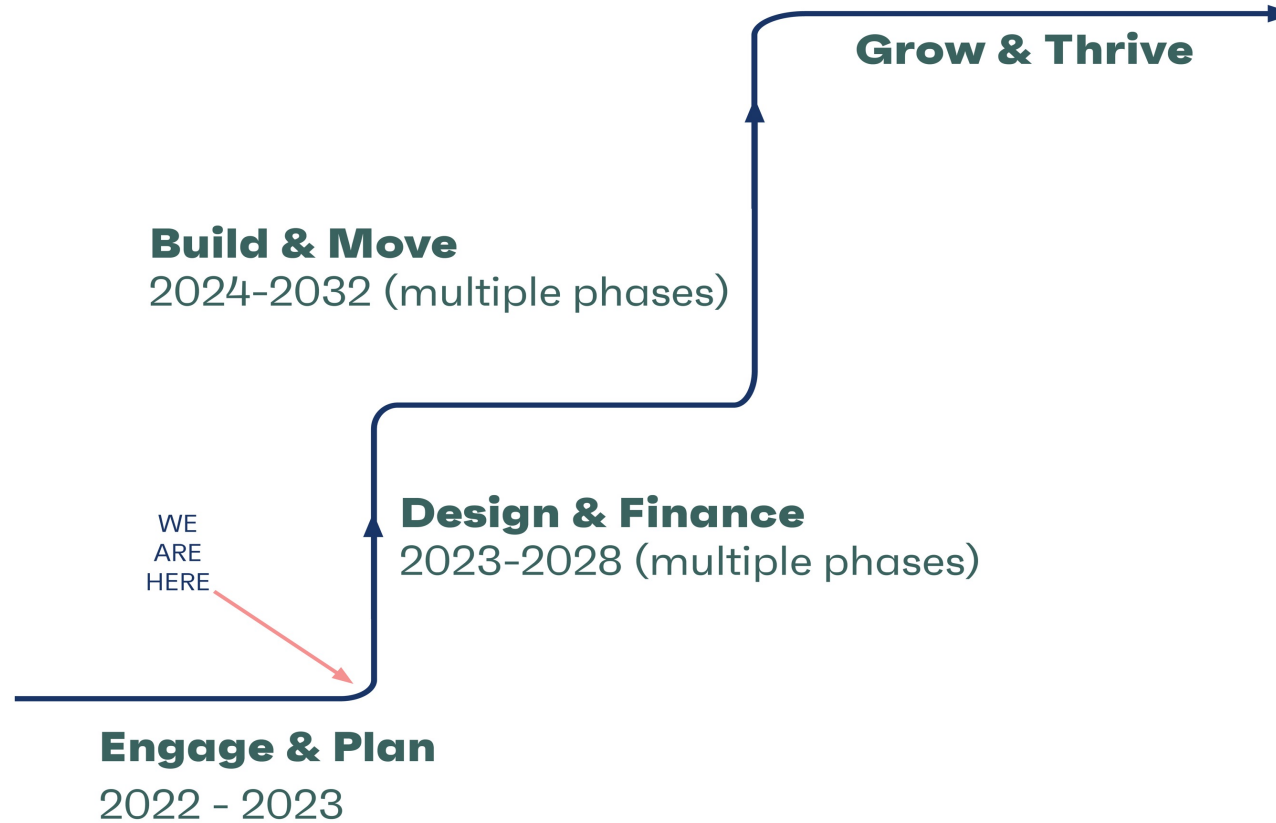 Grow & Thrive
Build & Move
2024-2032 (multiple phases)
WE
ARE
HERE
Design & Finance
2023-2028 (multiple phases)
Engage & Plan
2022 - 2023